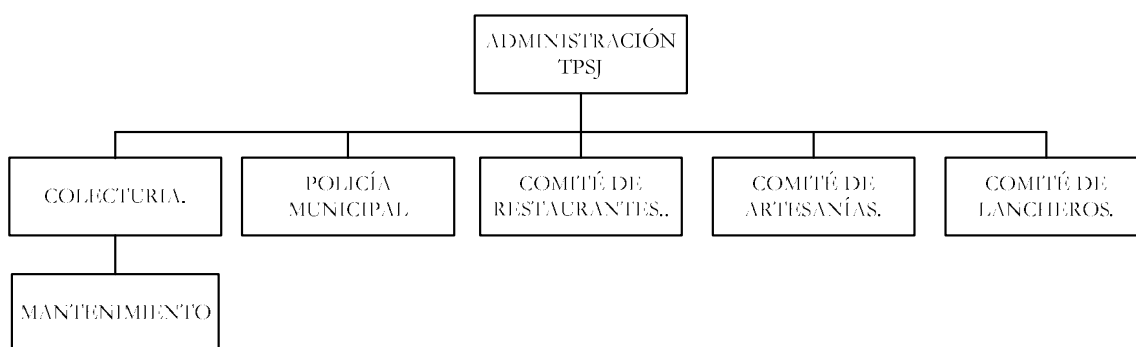 ADMINISTRACIÓN
TPSJ
COLECTURIA.
POLICÍA
MUNICIPAL
COMITÉ DE
RESTAURANTES..
COMITÉ DE
ARTESANÍAS.
COMITÉ DE
LANCHEROS.
MANTENIMIENTO